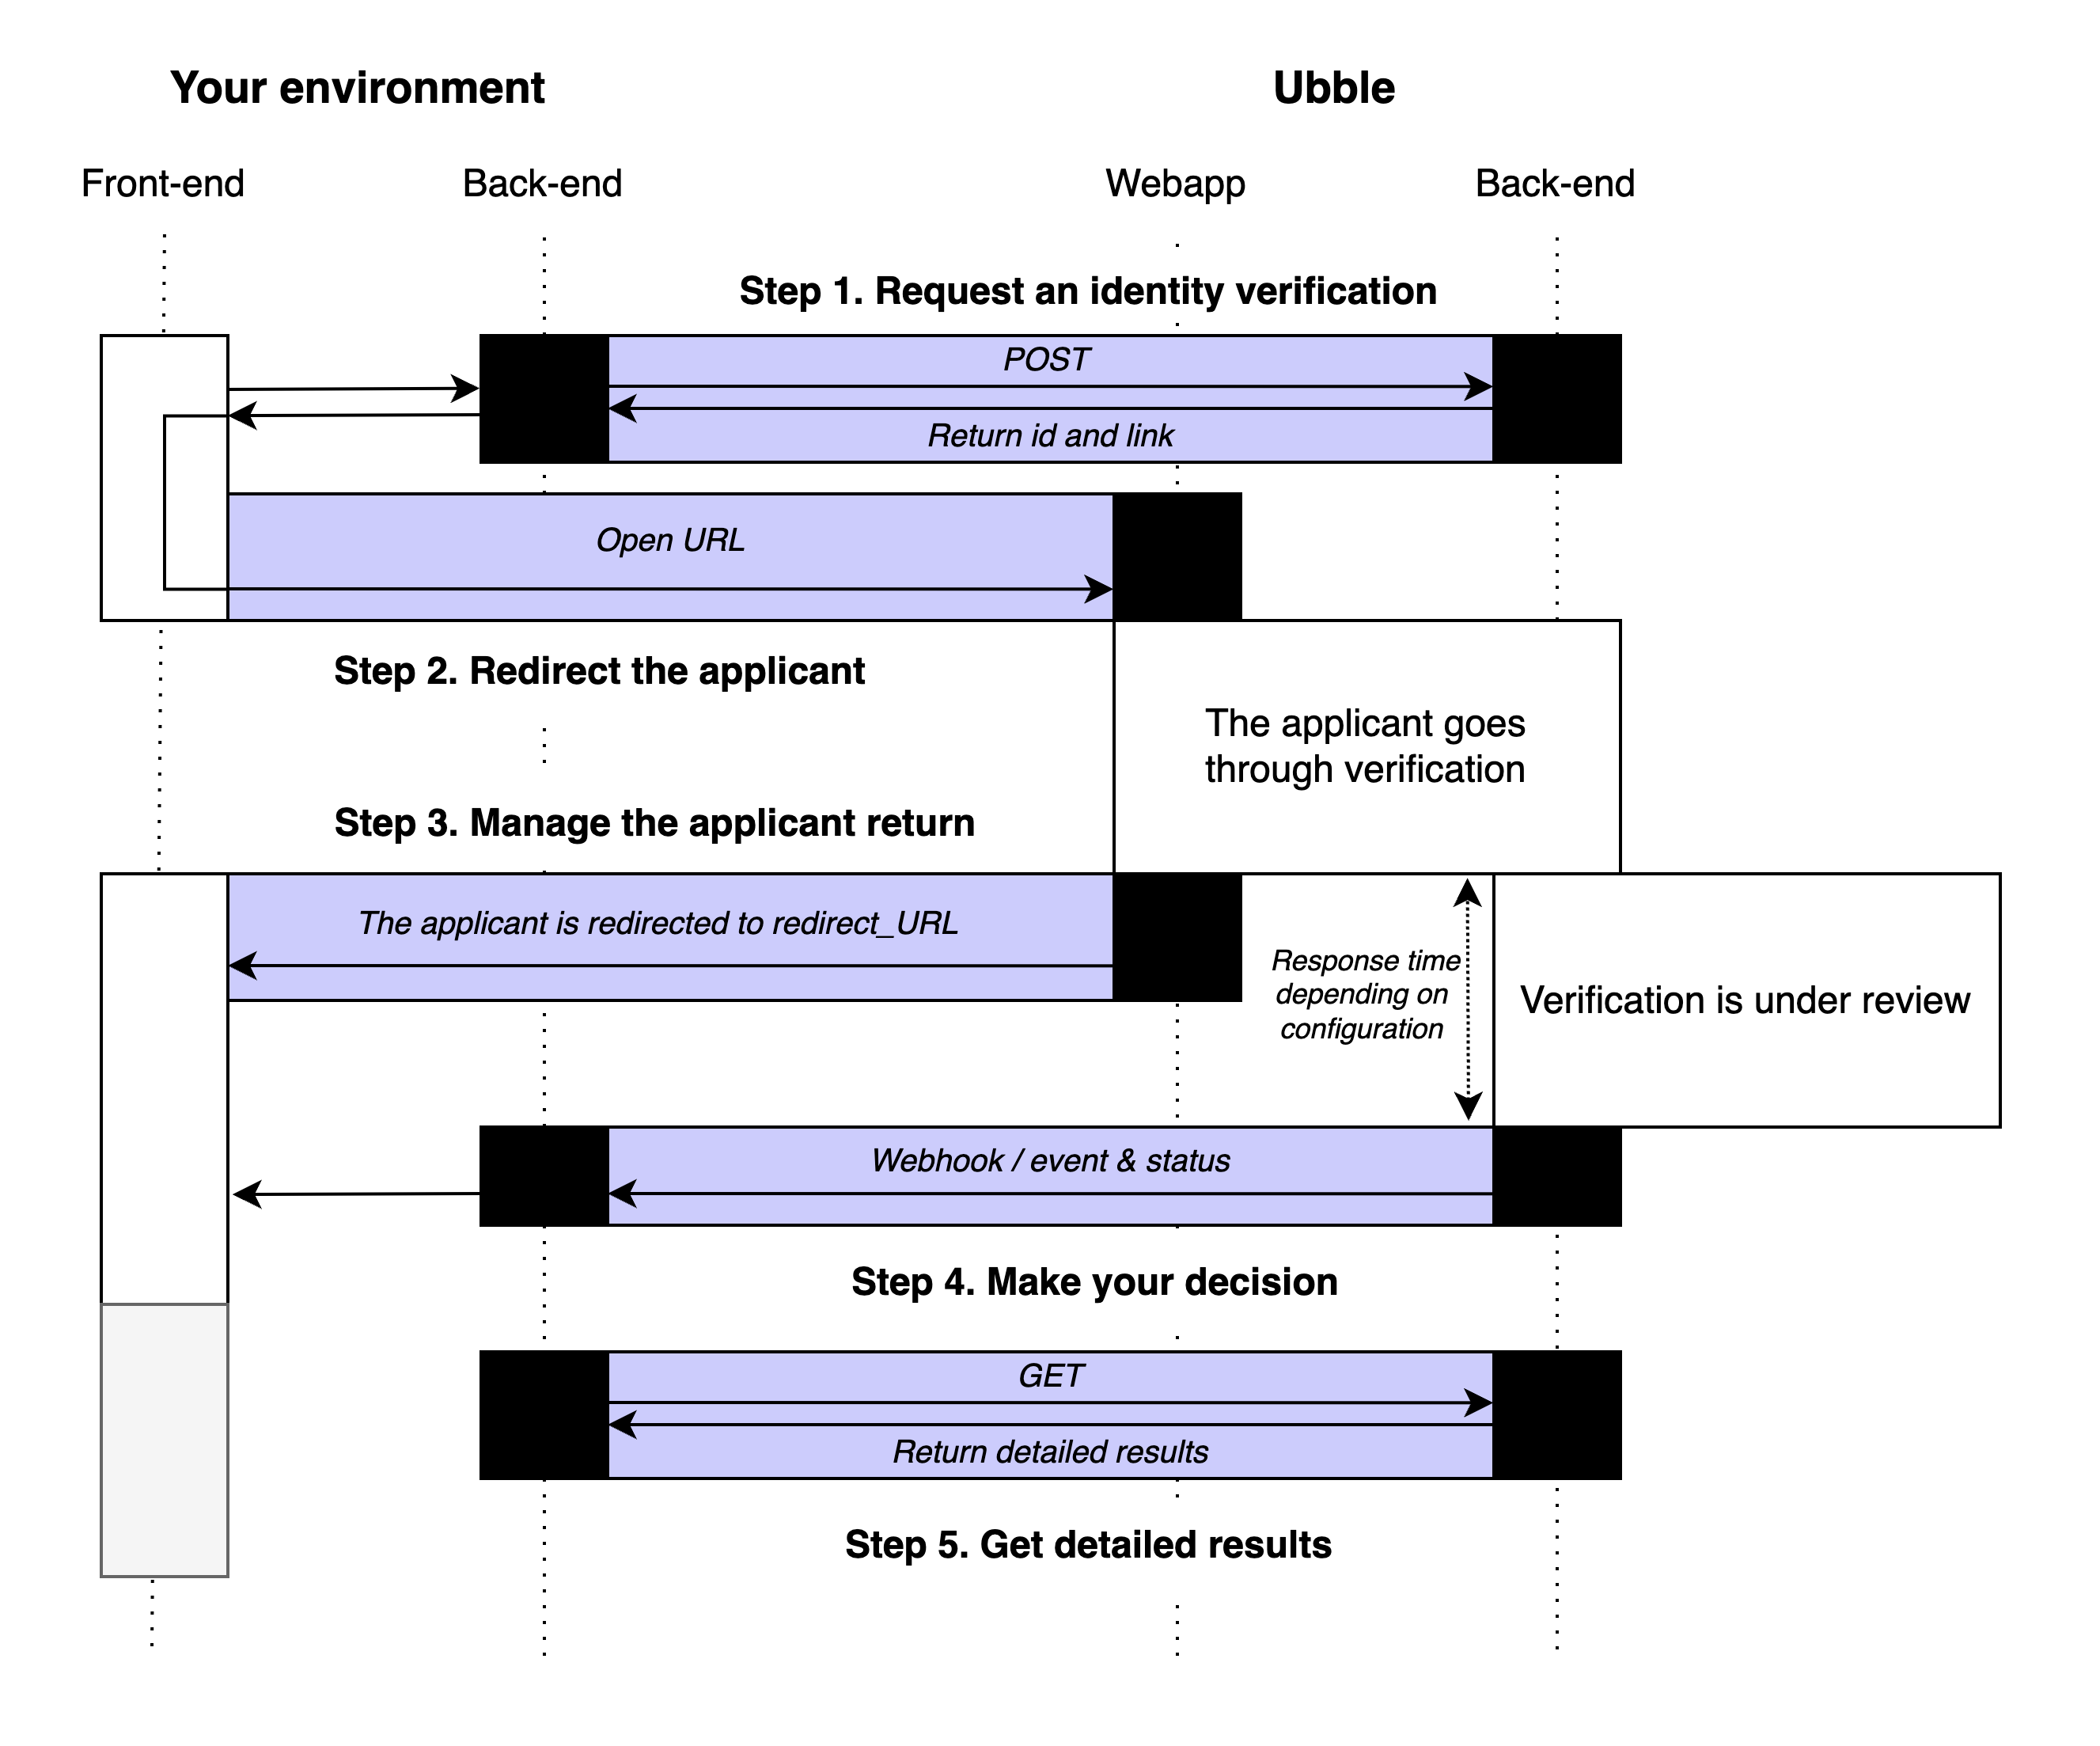 Your environment
Ubble
Front-end
Back-end
Webapp
Back-end
Step 1. Request an identity verification
POST
Return id and link
Open URL
Step 2. Redirect the applicant
The applicant goes
through verification
Step 3. Manage the applicant return
The applicant is redirected to redirect_URL
Response time
depending on
configuration
Verification is under review
Webhook / event & status
Step 4. Make your decision
GET
Return detailed results
Step 5. Get detailed results